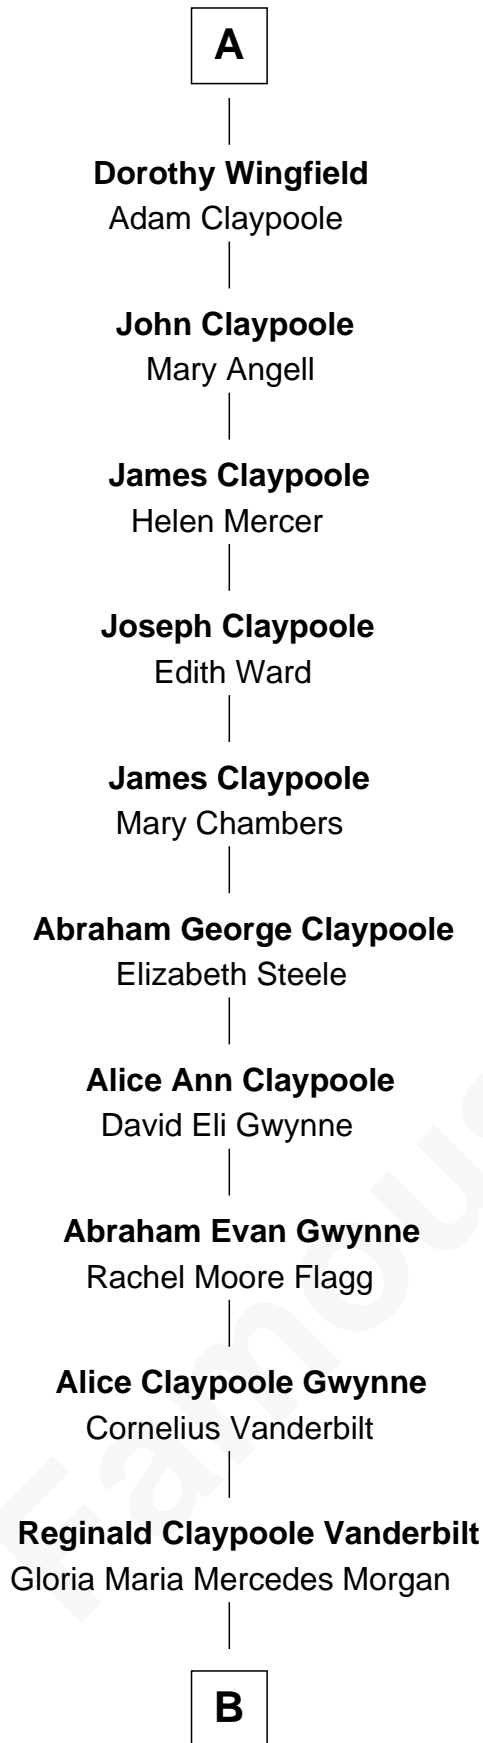 A
Dorothy Wingfield
Adam Claypoole
John Claypoole
Mary Angell
James Claypoole
Helen Mercer
Joseph Claypoole
Edith Ward
James Claypoole
Mary Chambers
Abraham George Claypoole
Elizabeth Steele
Alice Ann Claypoole
David Eli Gwynne
Abraham Evan Gwynne
Rachel Moore Flagg
Alice Claypoole Gwynne
Cornelius Vanderbilt
Reginald Claypoole Vanderbilt
Gloria Maria Mercedes Morgan
B
Famous